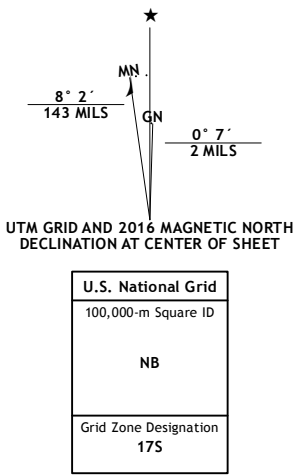 ★
MN
8° 2´
143 MILS
GN
0° 7´
2 MILS
UTM GRID AND 2016 MAGNETIC NORTH
DECLINATION AT CENTER OF SHEET
U.S. National Grid
100,000-m Square ID
NB
Grid Zone Designation
17S